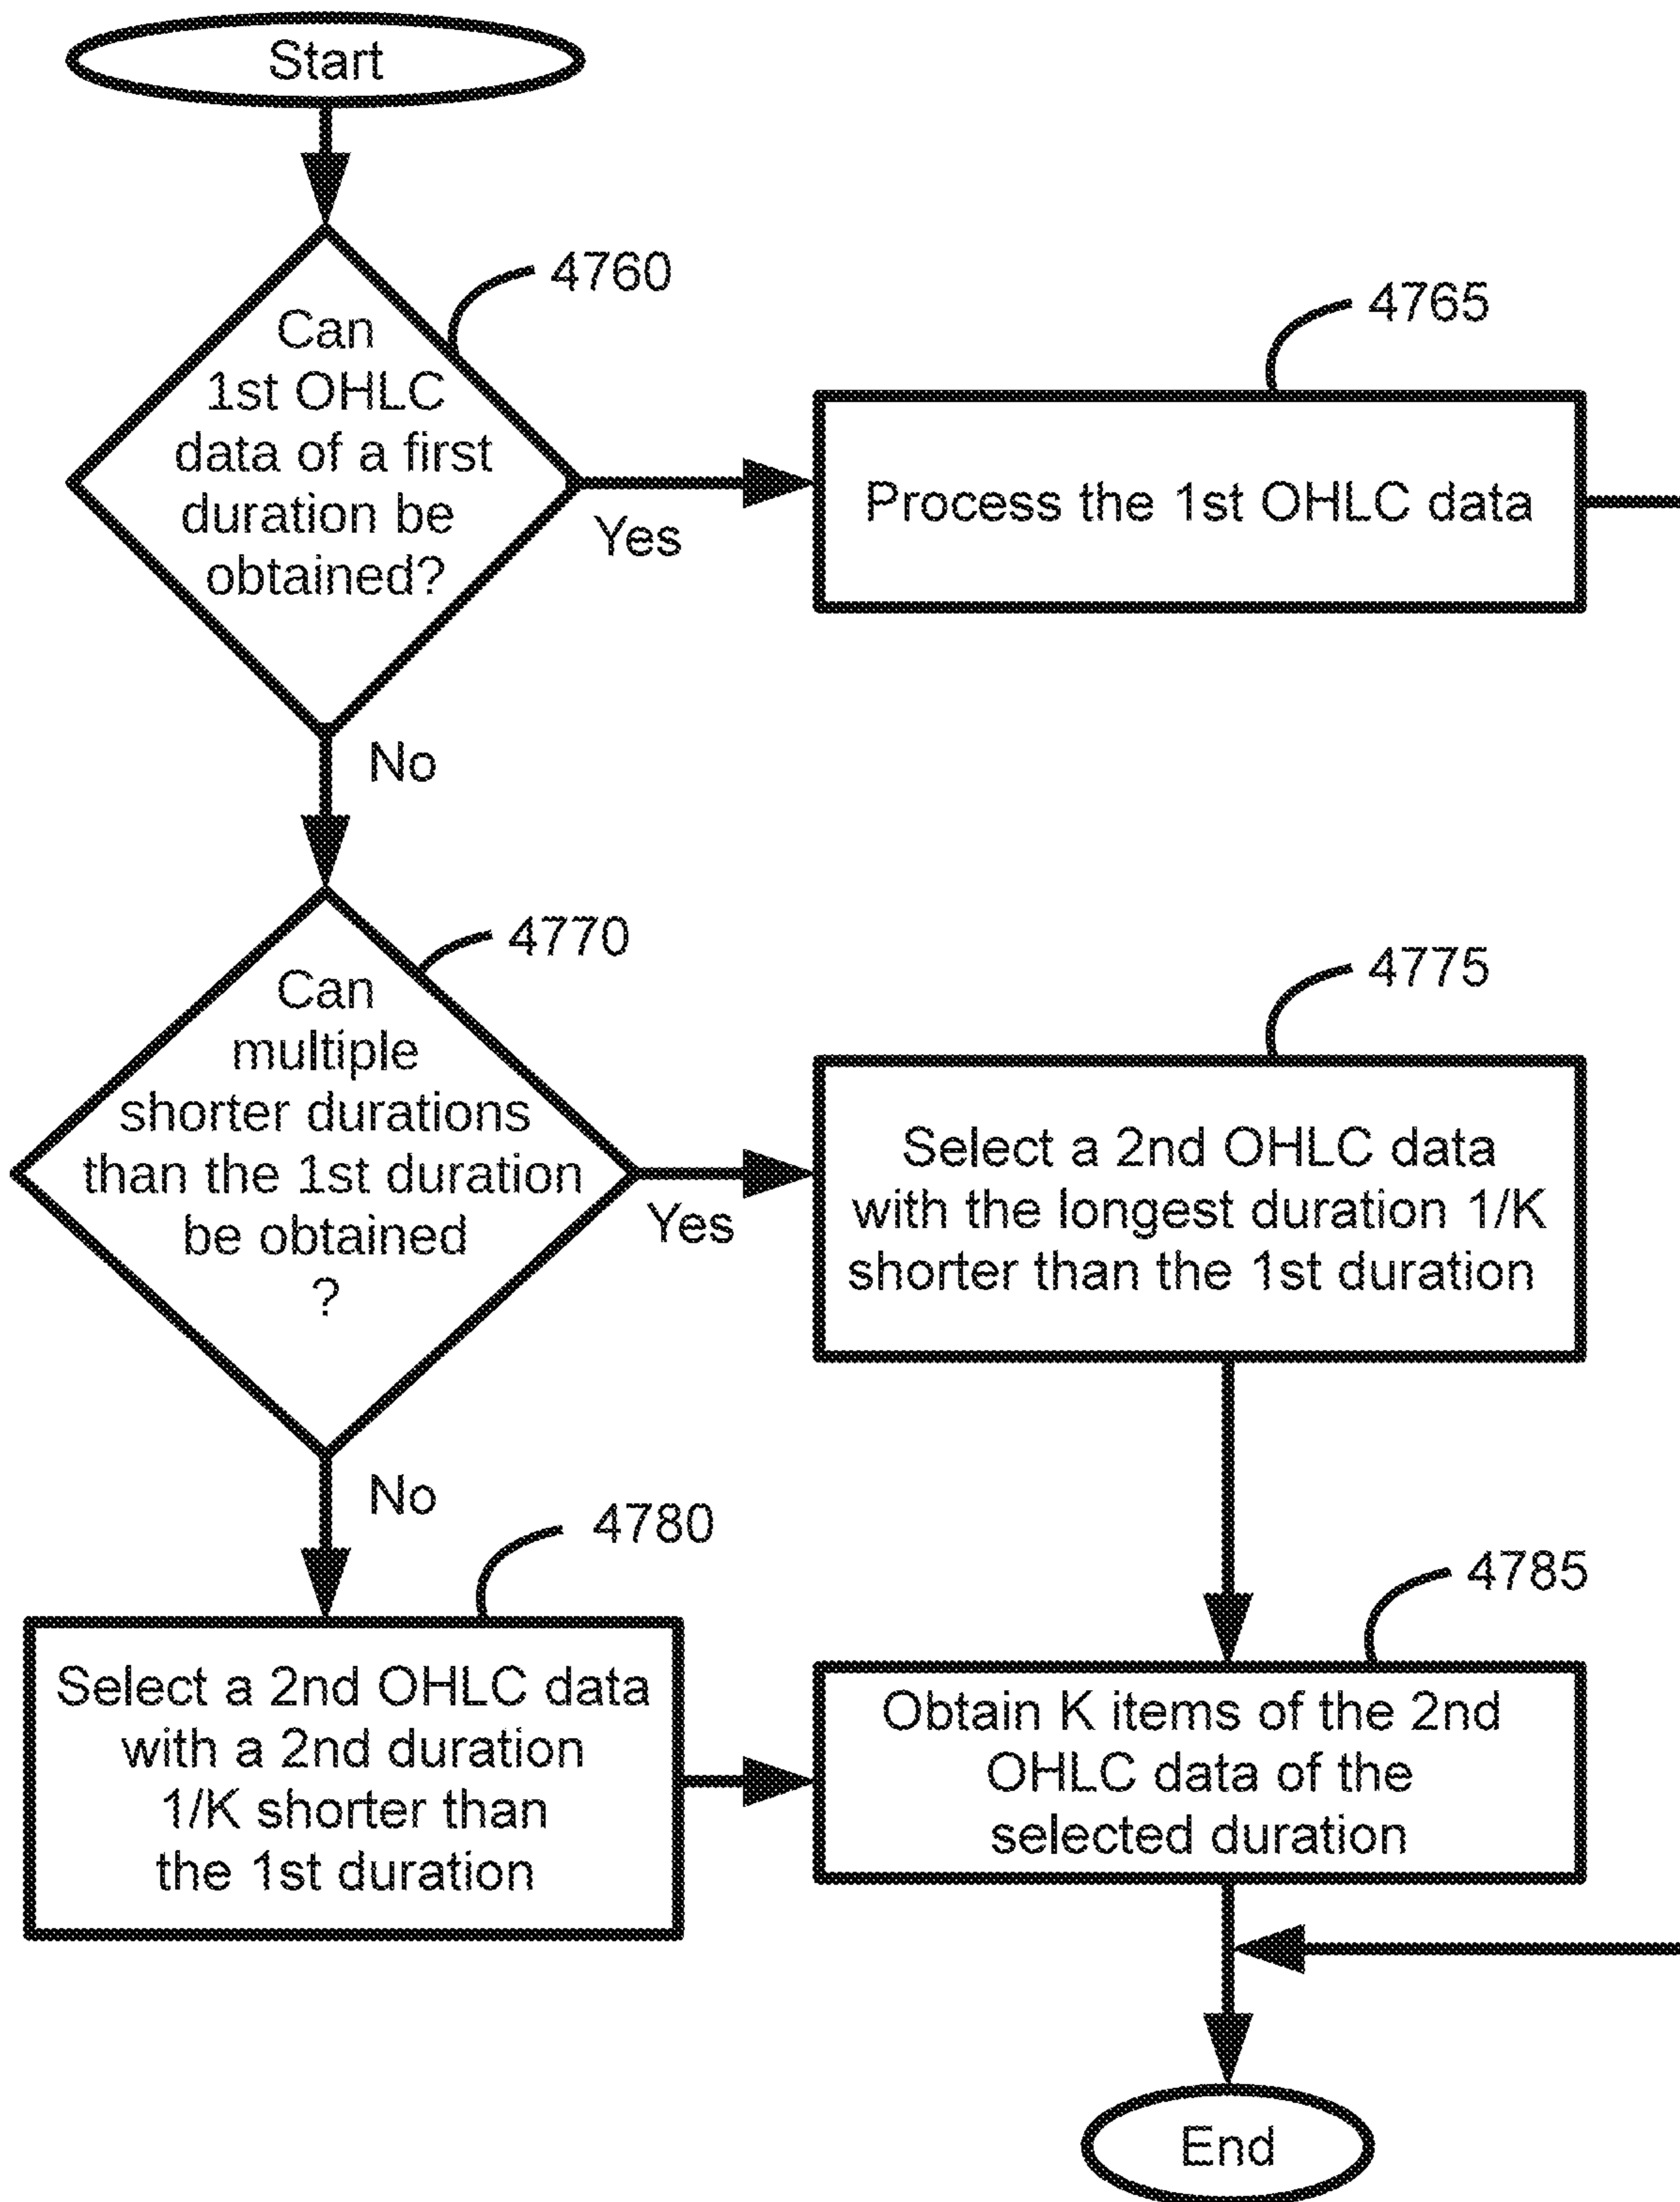 Start
4760
Can
1st OHLC
data of a first
duration be
obtained?
Yes
4765
Process the 1st OHLC data
No
4770
Can
multiple
shorter durations
than the 1st duration
be obtained
?
Yes
4775
Select a 2nd OHLC data
with the longest duration 1/K
shorter than the 1st duration
No
4780
Select a 2nd OHLC data
with a 2nd duration
1/K shorter than
the 1st duration
4785
Obtain K items of the 2nd
OHLC data of the
selected duration
End